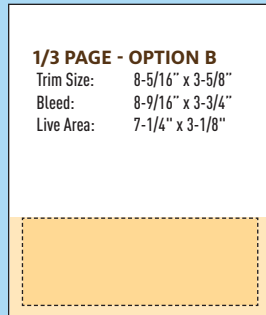 1/3 PAGE - OPTION B
Trim Size: 8-5/16” x 3-5/8”
Bleed: 8-9/16” x 3-3/4”
Live Area: 7-1/4" x 3-1/8"